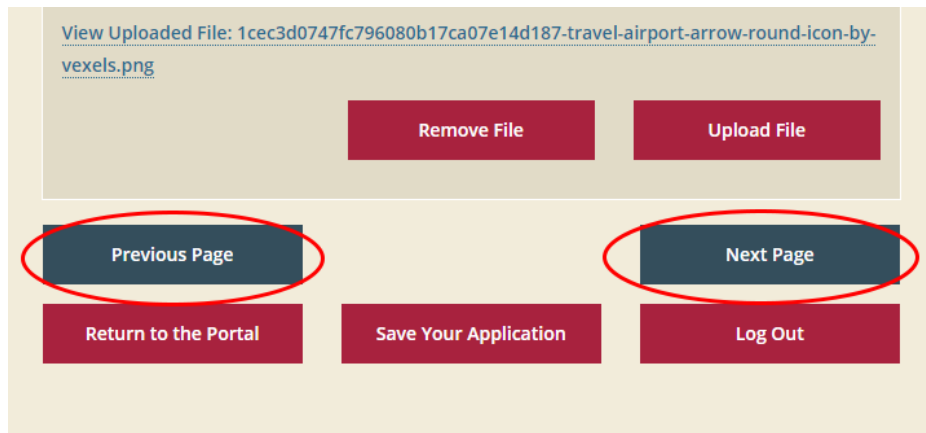 View Uploaded File: 1cec3d0747fc796080b17ca07e14d187-travel-airport-arrow-round-icon-by-
vexels.png
Remove File Upload File
Previous Page Next Page
Return to the Portal Save Your Application Log Out